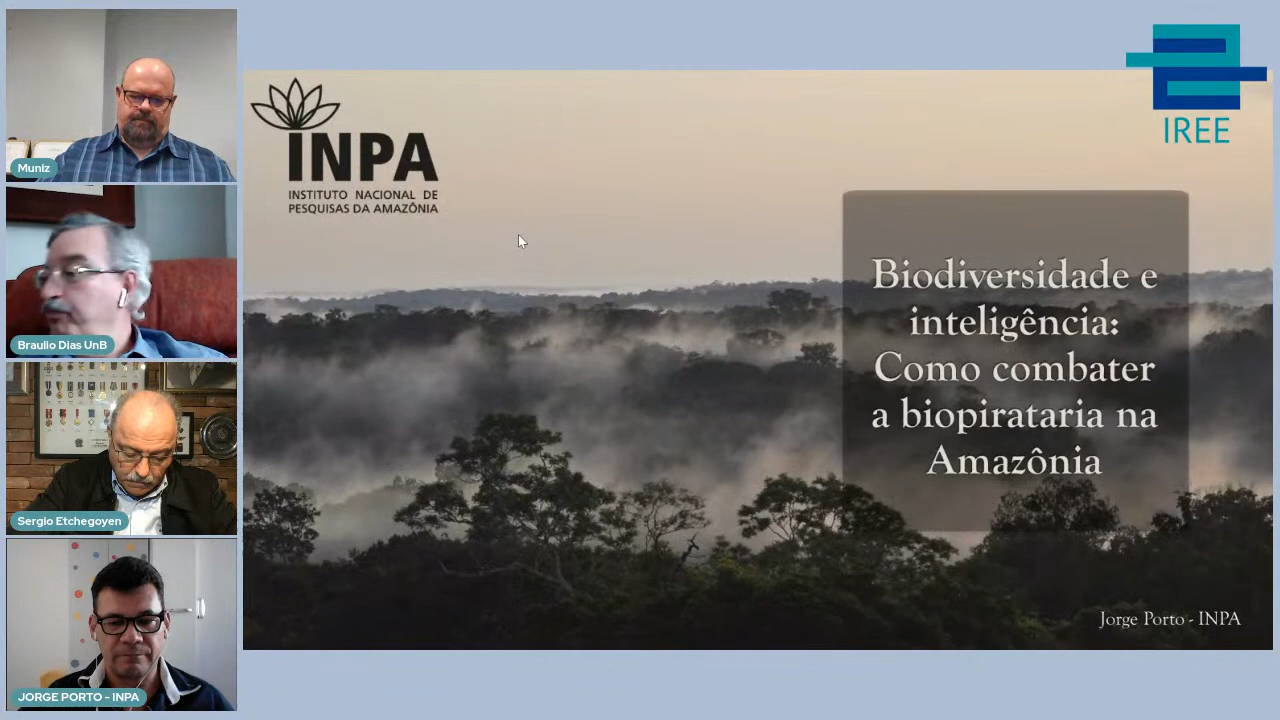 Muniz
Braulio Dias UnB
Sergio Etchegoyen
JORGE PORTO - INPA
INPA
INSTITUTO NACIONAL DE
PESQUISAS DA AMAZÔNIA
IREE
Biodiversidade e
inteligência:
Como combater
a biopirataria na
Amazônia
Jorge Porto - INPA